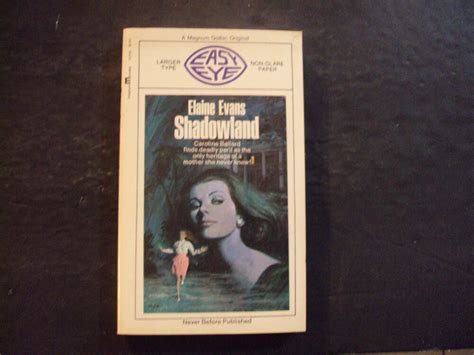 A Magnum Gothic Original
LARGER TYPE
EASY EYE
NON-GLARE PAPER
Elaine Evans
Shadowland
Caroline Ballard
finds deadly peril as the
only heritage of a
mother she never knew!!
Never Before Published